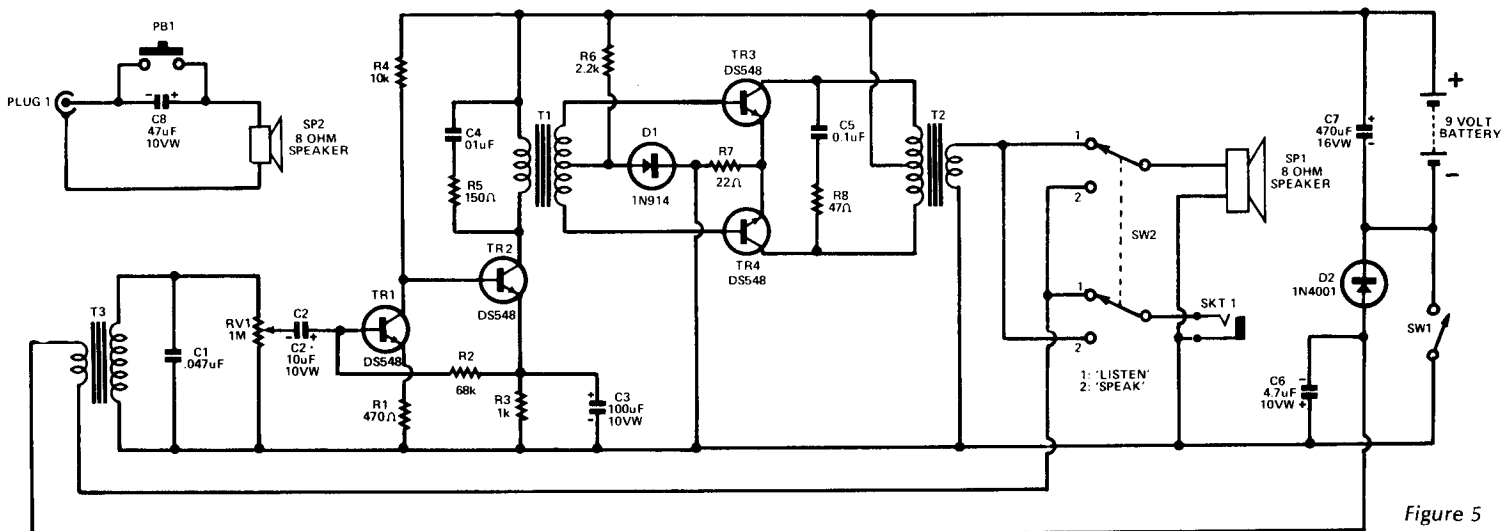 PB1
PLUG 1
C8
47uF
10VW
SP2
8 OHM
SPEAKER
R4
10k
C4
01uF
R5
150Ω
T1
R6
2.2k
D1
1N914
TR3
DS548
R7
22Ω
TR4
DS548
C5
0.1uF
R8
47Ω
T2
1
2
SW2
SP1
8 OHM
SPEAKER
1
2
SKT 1
1: 'LISTEN'
2: 'SPEAK'
C7
470uF
16VW
+
9 VOLT
BATTERY
-
D2
1N4001
SW1
C6
4.7uF
10VW
T3
C1
.047uF
RV1
1M
C2
C2
10uF
10VW
TR1
DS548
TR2
DS548
R2
68k
R1
470Ω
R3
1k
C3
100uF
10VW
Figure 5